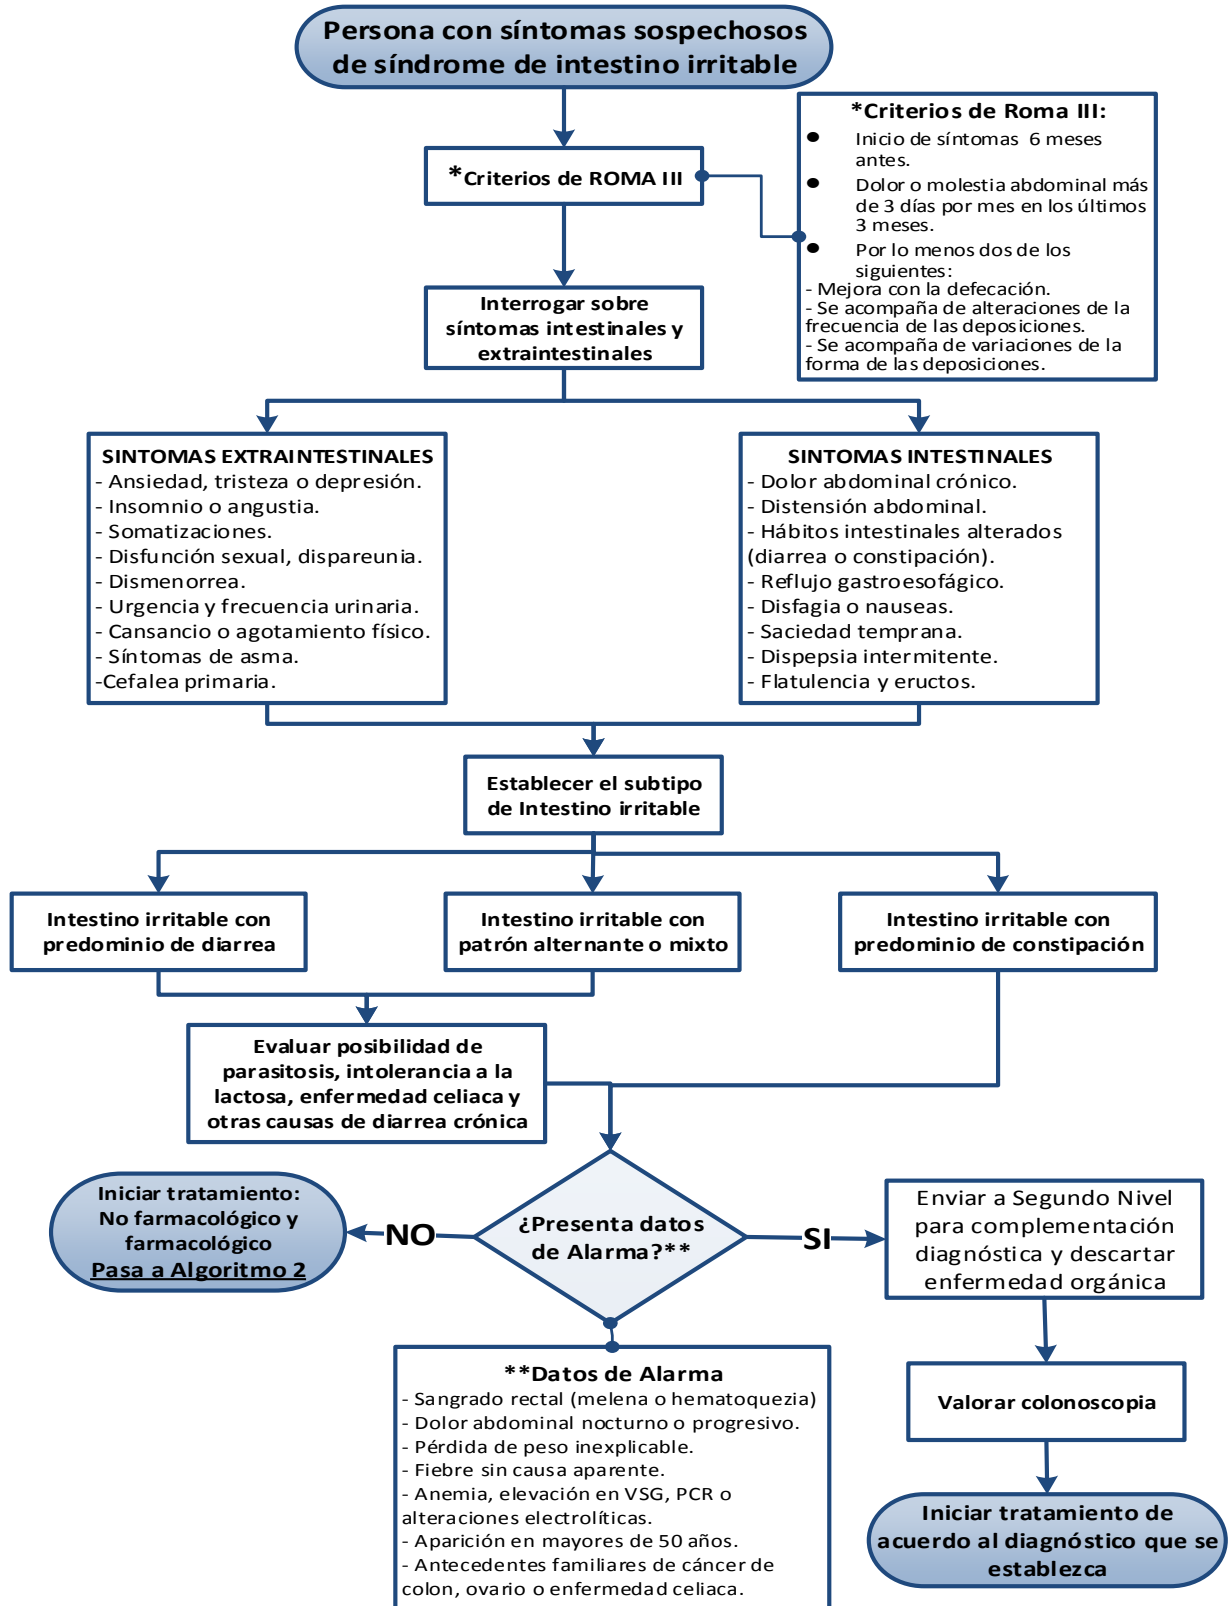 Persona con síntomas sospechosos
de síndrome de intestino irritable
*Criterios de ROMA III
*Criterios de Roma III:
● Inicio de síntomas 6 meses
antes.
● Dolor o molestia abdominal más
de 3 días por mes en los últimos
3 meses.
● Por lo menos dos de los
siguientes:
- Mejora con la defecación.
- Se acompaña de alteraciones de la
frecuencia de las deposiciones.
- Se acompaña de variaciones de la
forma de las deposiciones.
Interrogar sobre
síntomas intestinales y
extraintestinales
SINTOMAS EXTRAINTESTINALES
- Ansiedad, tristeza o depresión.
- Insomnio o angustia.
- Somatizaciones.
- Disfunción sexual, dispareunia.
- Dismenorrea.
- Urgencia y frecuencia urinaria.
- Cansancio o agotamiento físico.
- Síntomas de asma.
-Cefalea primaria.
SINTOMAS INTESTINALES
- Dolor abdominal crónico.
- Distensión abdominal.
- Hábitos intestinales alterados
(diarrea o constipación).
- Reflujo gastroesofágico.
- Disfagia o nauseas.
- Saciedad temprana.
- Dispepsia intermitente.
- Flatulencia y eructos.
Establecer el subtipo
de Intestino irritable
Intestino irritable con
predominio de diarrea
Intestino irritable con
patrón alternante o mixto
Intestino irritable con
predominio de constipación
Evaluar posibilidad de
parasitosis, intolerancia a la
lactosa, enfermedad celiaca y
otras causas de diarrea crónica
Iniciar tratamiento:
No farmacológico y
farmacológico
Pasa a Algoritmo 2
NO
¿Presenta datos
de Alarma?**
SI
Enviar a Segundo Nivel
para complementación
diagnóstica y descartar
enfermedad orgánica
**Datos de Alarma
- Sangrado rectal (melena o hematoquezia)
- Dolor abdominal nocturno o progresivo.
- Pérdida de peso inexplicable.
- Fiebre sin causa aparente.
- Anemia, elevación en VSG, PCR o
alteraciones electrolíticas.
- Aparición en mayores de 50 años.
- Antecedentes familiares de cáncer de
colon, ovario o enfermedad celiaca.
Valorar colonoscopia
Iniciar tratamiento de
acuerdo al diagnóstico que se
establezca